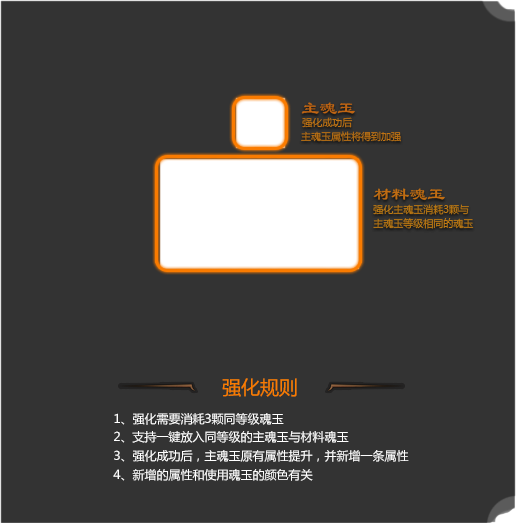 主魂玉
强化成功后
主魂玉属性将得到加强
材料魂玉
强化主魂玉消耗3颗与
主魂玉等级相同的魂玉
强化规则
1、强化需要消耗3颗同等级魂玉
2、支持一键放入同等级的主魂玉与材料魂玉
3、强化成功后，主魂玉原有属性提升，并新增一条属性
4、新增的属性和使用魂玉的颜色有关